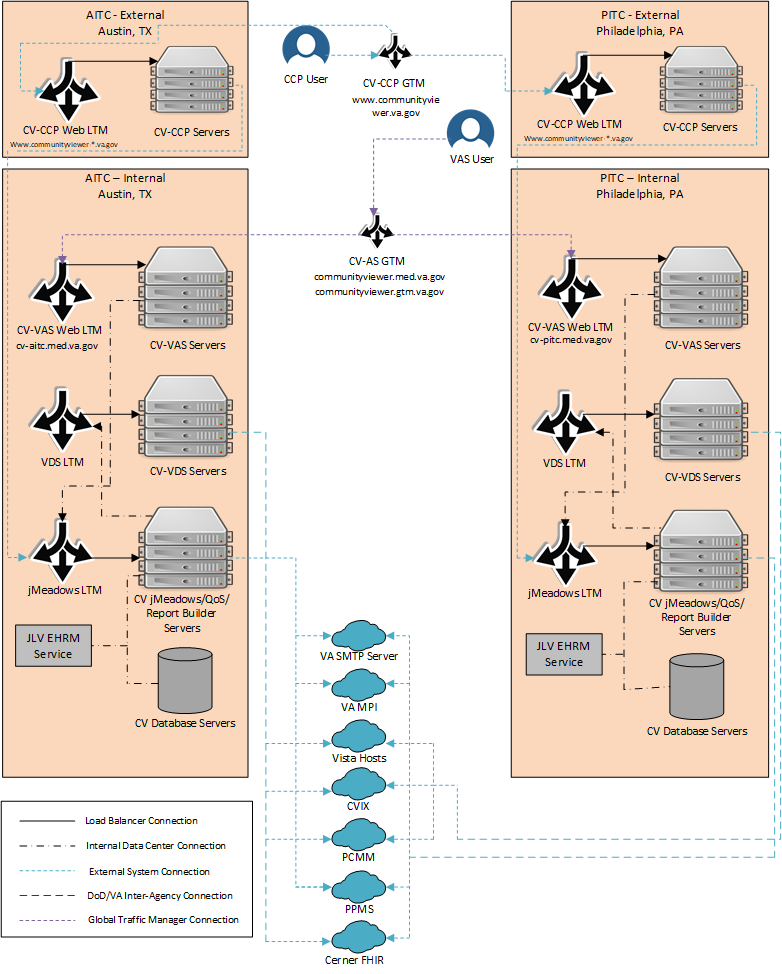 AITC - External
Austin, TX
CV-CCP Web LTM
Www.communityviewer *.va.gov
CV-CCP Servers
CCP User
CV-CCP GTM
www.communityvie
wer.va.gov
VAS User
PITC - External
Philadelphia, PA
CV-CCP Web LTM
Www.communityviewer *.va.gov
CV-CCP Servers
AITC – Internal
Austin, TX
CV-VAS Web LTM
cv-aitc.med.va.gov
CV-VAS Servers
VDS LTM
CV-VDS Servers
jMeadows LTM
CV jMeadows/QoS/
Report Builder
Servers
JLV EHRM
Service
CV Database Servers
CV-AS GTM
communityviewer.med.va.gov
communityviewer.gtm.va.gov
PITC – Internal
Philadelphia, PA
CV-VAS Web LTM
cv-pitc.med.va.gov
CV-VAS Servers
VDS LTM
CV-VDS Servers
jMeadows LTM
CV jMeadows/QoS/
Report Builder
Servers
JLV EHRM
Service
CV Database Servers
VA SMTP Server
VA MPI
Vista Hosts
CVIX
PCMM
PPMS
Cerner FHIR
Load Balancer Connection
Internal Data Center Connection
External System Connection
DoD/VA Inter-Agency Connection
Global Traffic Manager Connection